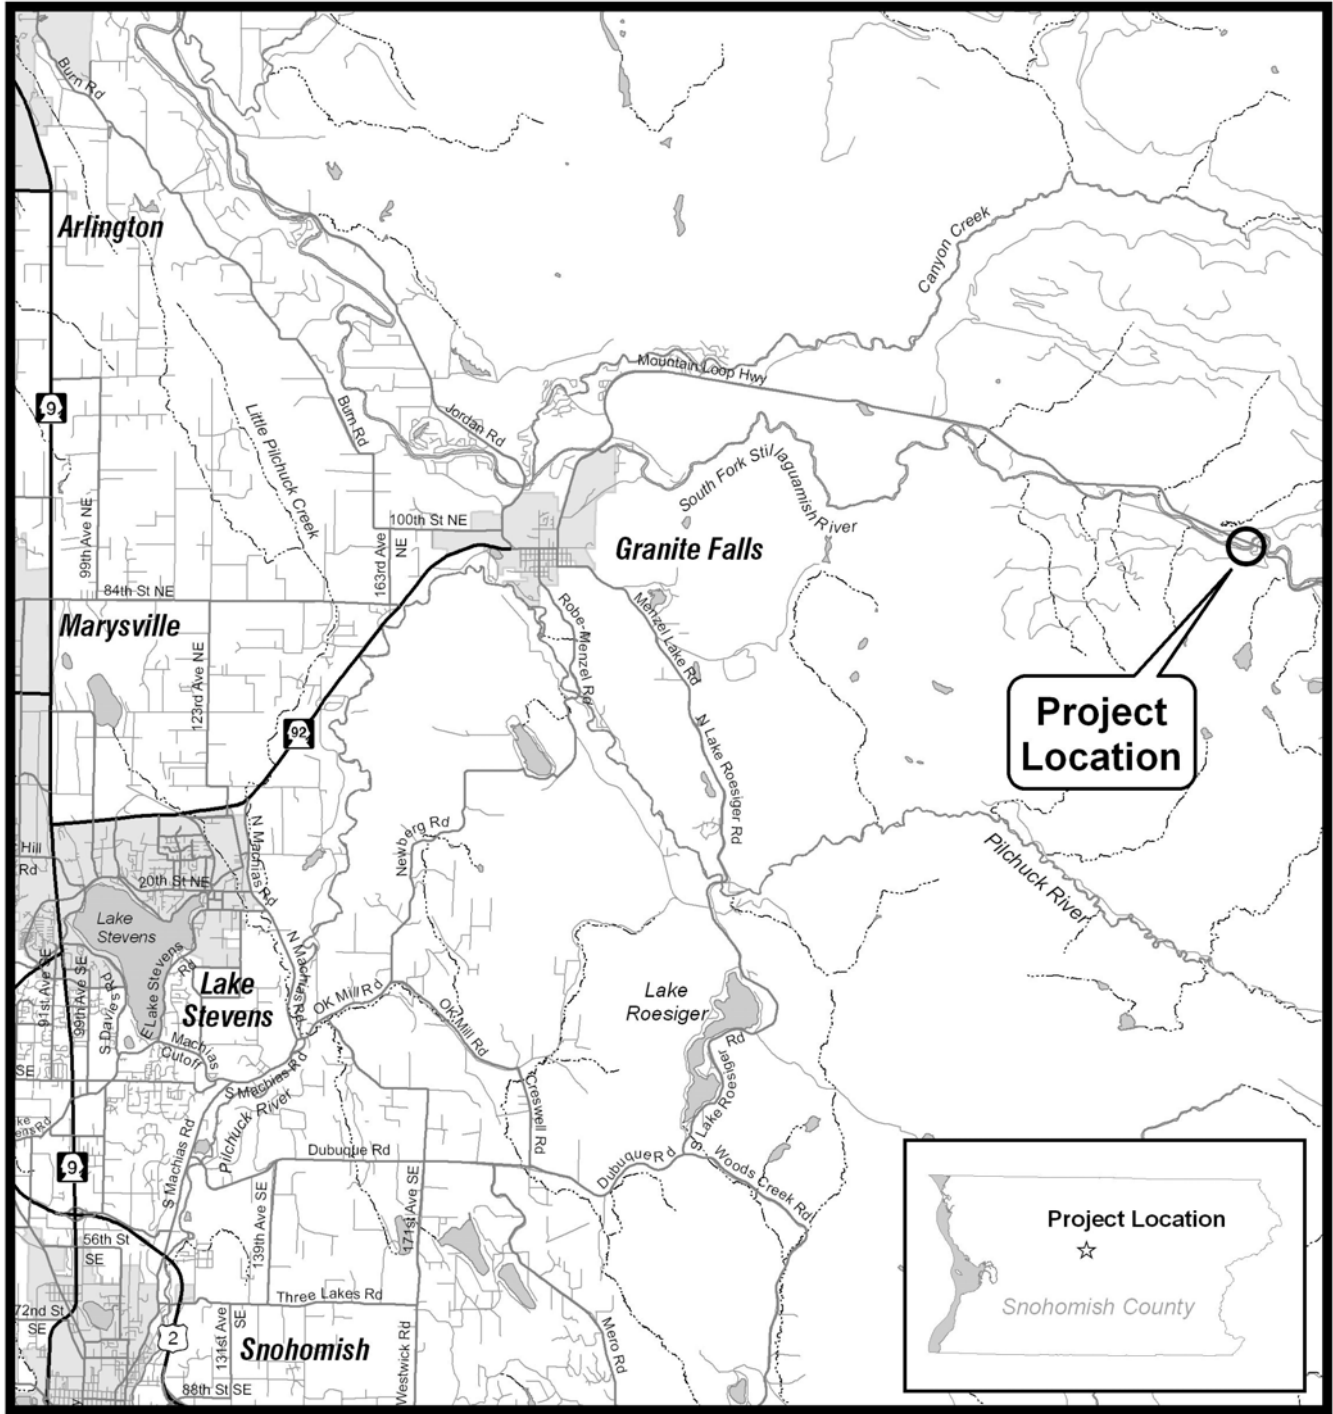 Burn Rd
Arlington
Canyon Creek
Mountain Loop Hwy
9
Burn Rd
Jordan Rd
Little Pilchuck Creek
South Fork Stillaguamish River
99th Ave NE
100th St NE
163rd Ave
NE
Granite Falls
84th St NE
Marysville
Robe-Menzel Rd
Menzel Lake Rd
123rd Ave NE
92
N Lake Roesiger Rd
Project
Location
Hill
Rd
N Machias Rd
Newberg Rd
Pilchuck River
20th St NE
Lake
Stevens
N Machias Rd
91st Ave SE
99th Ave SE
S Davies Rd
E Lake Stevens
Rd
Lake
Stevens
OK Mill Rd
OK Mill Rd
Lake
Roesiger
Machias
Cutoff
SE
S Machias Rd
Pilchuck River
Creswell Rd
S Lake Roesiger
Rd
S Machias Rd
Dubuque Rd
Dubuque Rd
Woods Creek Rd
9
139th Ave SE
171st Ave SE
56th St
SE
Three Lakes Rd
72nd St
SE
2
131st Ave
SE
Snohomish
Westwick Rd
Mero Rd
88th St SE
Project Location
Snohomish County